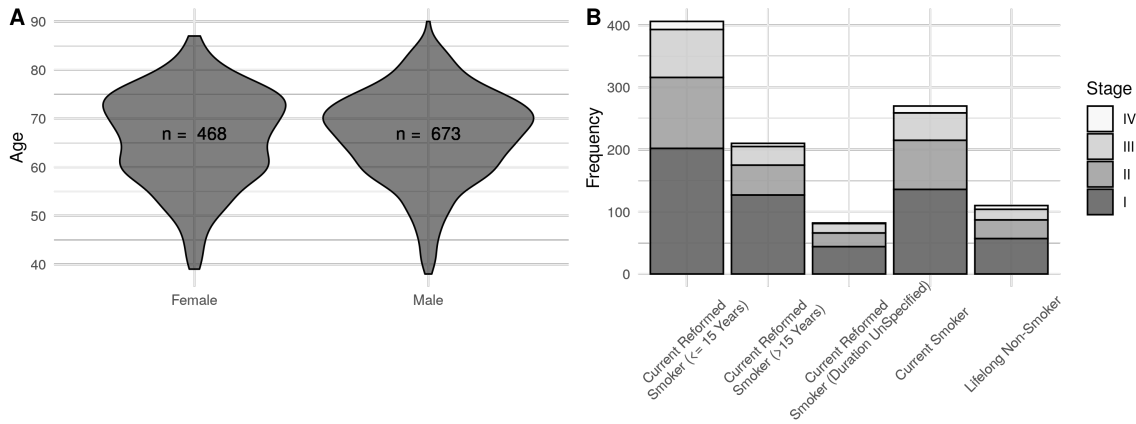 A
Age
90
80
70
60
50
40
n = 468
n = 673
Female
Male
B
Frequency
400
300
200
100
0
Current Reformed
Smoker (<= 15 Years)
Current Reformed
Smoker (>15 Years)
Current Reformed
Smoker (Duration UnSpecified)
Current Smoker
Lifelong Non-Smoker
Stage
IV
III
II
I